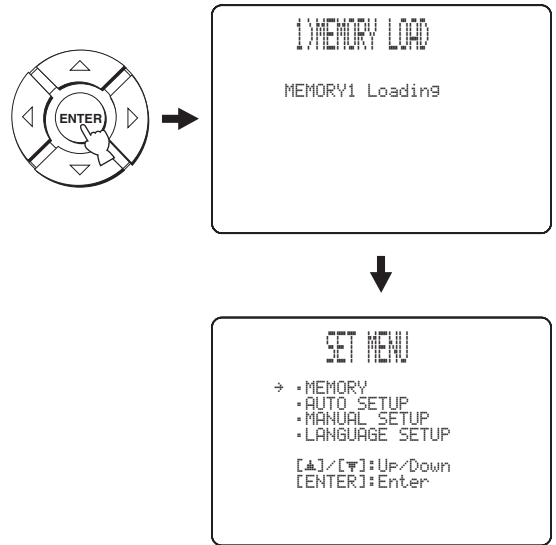 ENTER
1)MEMORY LOAD
MEMORY1 Loading
SET MENU
→ ·MEMORY
·AUTO SETUP
·MANUAL SETUP
·LANGUAGE SETUP
[▲]/[▼]:Up/Down
[ENTER]:Enter